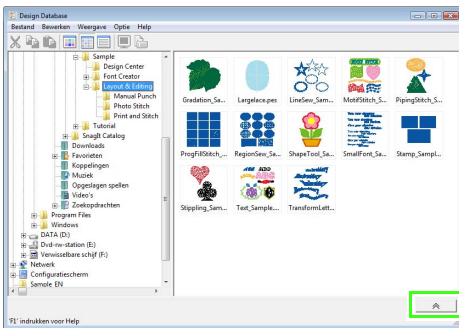 Design Database
Bestand Bewerken Weergave Optie Help
Sample
Design Center
Font Creator
Layout & Editing
Manual Punch
Photo Stitch
Print and Stitch
Tutorial
SnagIt Catalog
Downloads
Favorieten
Koppelingen
Muziek
Opgeslagen spellen
Video's
Zoekopdrachten
Program Files
Windows
DATA (D:)
Dvd-rw-station (E:)
Verwisselbare schijf (F:)
Netwerk
Configuratiescherm
Sample EN
Gradation_Sa... Largelace.pes LineSew_Sam... MotifStitch_S... PipingStitch_S...
ProgFillStitch_... RegionSew_Sa... ShapeTool_Sa... SmallFont_Sa... Stamp_Sampl...
Stippling_Sam... Text_Sample.... TransformLett...
'F1' indrukken voor Help